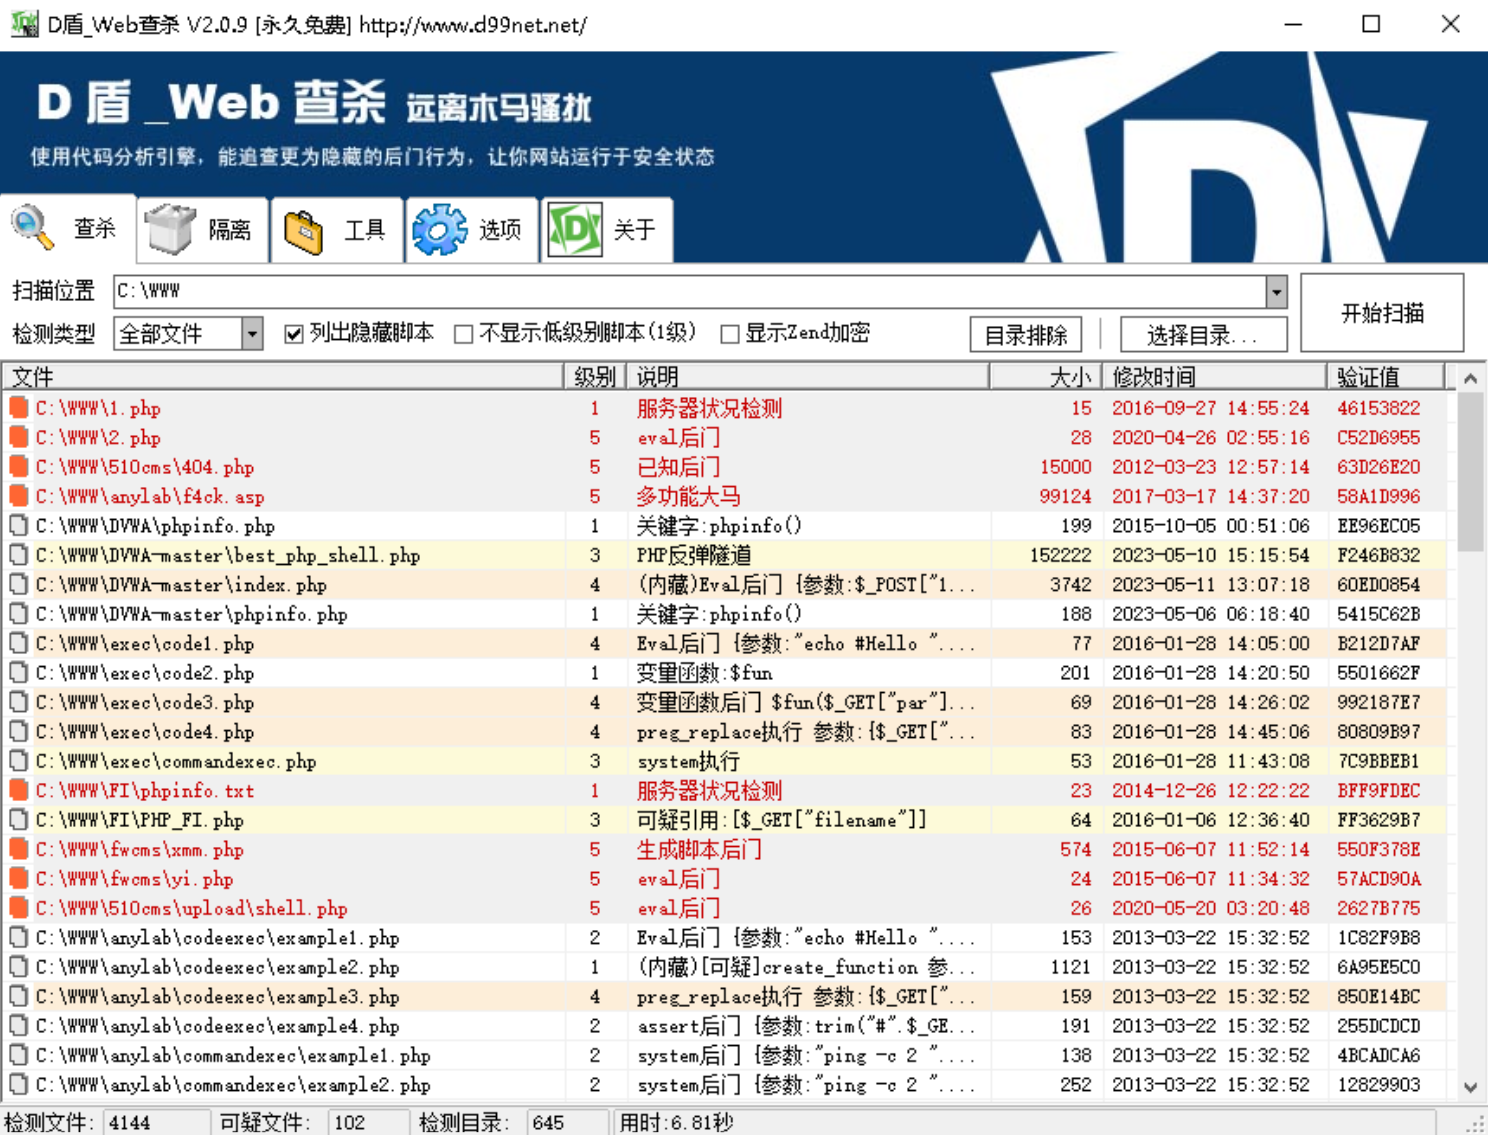 D盾_Web查杀 V2.0.9 [永久免费] http://www.d99net.net/
D盾_Web查杀 远离木马骚扰
使用代码分析引擎，能追查更为隐藏的后门行为，让你网站运行于安全状态
查杀 隔离 工具 选项 关于
扫描位置 C:\WWW 开始扫描
检测类型 全部文件 列出隐藏脚本 不显示低级别脚本(1级) 显示Zend加密 目录排除 选择目录...
文件 级别 说明 大小 修改时间 验证值
C:\WWW\1.php 1 服务器状况检测 15 2016-09-27 14:55:24 46153822
C:\WWW\2.php 5 eval后门 28 2020-04-26 02:55:16 C52D6955
C:\WWW\510cms\404.php 5 已知后门 15000 2012-03-23 12:57:14 63D26E20
C:\WWW\anylab\f4ck.asp 5 多功能大马 99124 2017-03-17 14:37:20 58A1D996
C:\WWW\DVWA\phpinfo.php 1 关键字:phpinfo() 199 2015-10-05 00:51:06 EE96EC05
C:\WWW\DVWA-master\best_php_shell.php 3 PHP反弹隧道 152222 2023-05-10 15:15:54 F246B832
C:\WWW\DVWA-master\index.php 4 (内藏)Eval后门 {参数:$_POST["1... 3742 2023-05-11 13:07:18 60ED0854
C:\WWW\DVWA-master\phpinfo.php 1 关键字:phpinfo() 188 2023-05-06 06:18:40 5415C62B
C:\WWW\exec\code1.php 4 Eval后门 {参数:"echo #Hello ".... 77 2016-01-28 14:05:00 B212D7AF
C:\WWW\exec\code2.php 1 变量函数:$fun 201 2016-01-28 14:20:50 5501662F
C:\WWW\exec\code3.php 4 变量函数后门 $fun($_GET["par"]... 69 2016-01-28 14:26:02 992187E7
C:\WWW\exec\code4.php 4 preg_replace执行 参数:{$_GET["... 83 2016-01-28 14:45:06 80809B97
C:\WWW\exec\commandexec.php 3 system执行 53 2016-01-28 11:43:08 7C9BBEB1
C:\WWW\FI\phpinfo.txt 1 服务器状况检测 23 2014-12-26 12:22:22 BFF9FDEC
C:\WWW\FI\PHP_FI.php 3 可疑引用:[$_GET["filename"]] 64 2016-01-06 12:36:40 FF3629B7
C:\WWW\fwcms\xmm.php 5 生成脚本后门 574 2015-06-07 11:52:14 550F378E
C:\WWW\fwcms\yi.php 5 eval后门 24 2015-06-07 11:34:32 57ACD90A
C:\WWW\510cms\upload\shell.php 5 eval后门 26 2020-05-20 03:20:48 2627B775
C:\WWW\anylab\codeexec\example1.php 2 Eval后门 {参数:"echo #Hello ".... 153 2013-03-22 15:32:52 1C82F9B8
C:\WWW\anylab\codeexec\example2.php 1 (内藏)[可疑]create_function 参... 1121 2013-03-22 15:32:52 6A95E5C0
C:\WWW\anylab\codeexec\example3.php 4 preg_replace执行 参数:{$_GET["... 159 2013-03-22 15:32:52 850E14BC
C:\WWW\anylab\codeexec\example4.php 2 assert后门 {参数:trim("#".$_GE... 191 2013-03-22 15:32:52 255DCDCD
C:\WWW\anylab\commandexec\example1.php 2 system后门 {参数:"ping -c 2 ".... 138 2013-03-22 15:32:52 4BCADCA6
C:\WWW\anylab\commandexec\example2.php 2 system后门 {参数:"ping -c 2 ".... 252 2013-03-22 15:32:52 12829903
检测文件: 4144 可疑文件: 102 检测目录: 645 用时:6.81秒